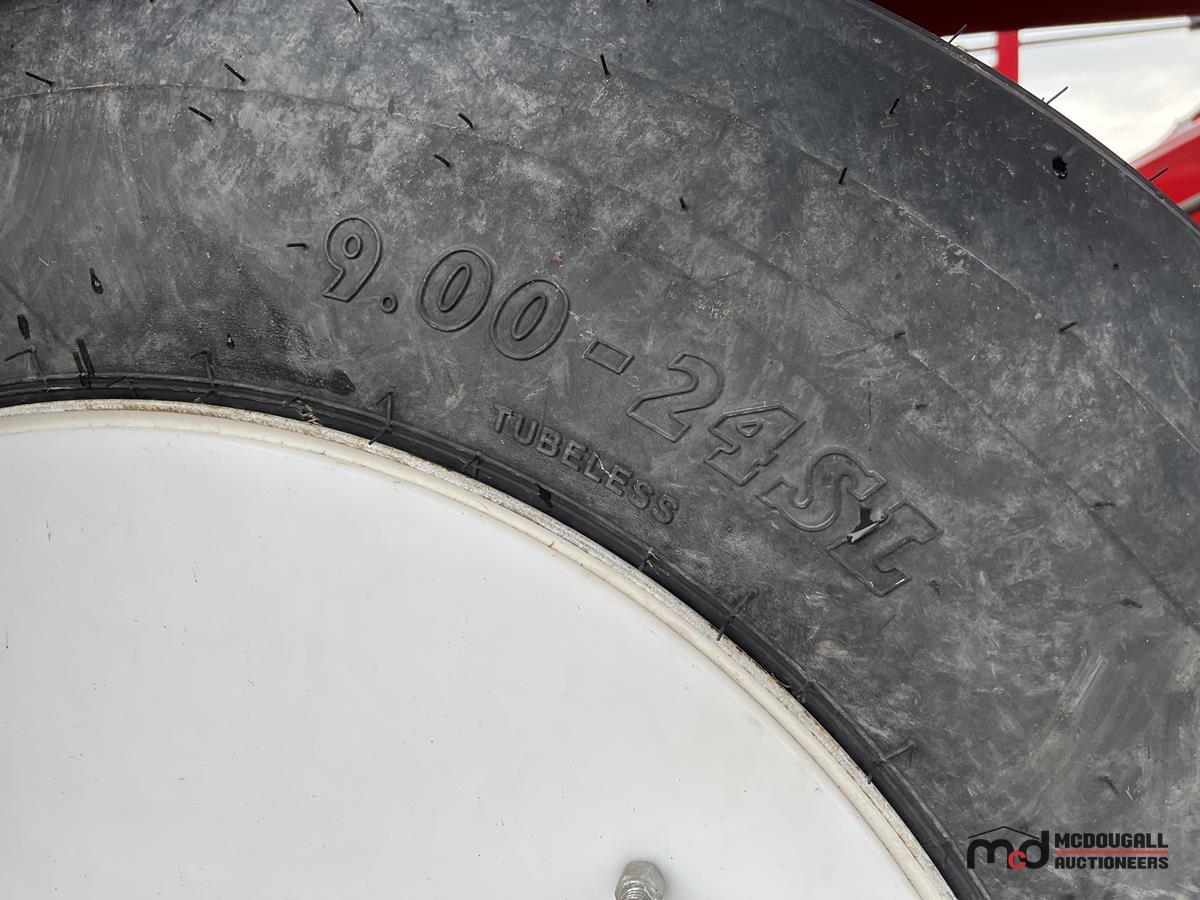 9.00-24SL
TUBELESS
mcd MCDOUGALL
AUCTIONEERS